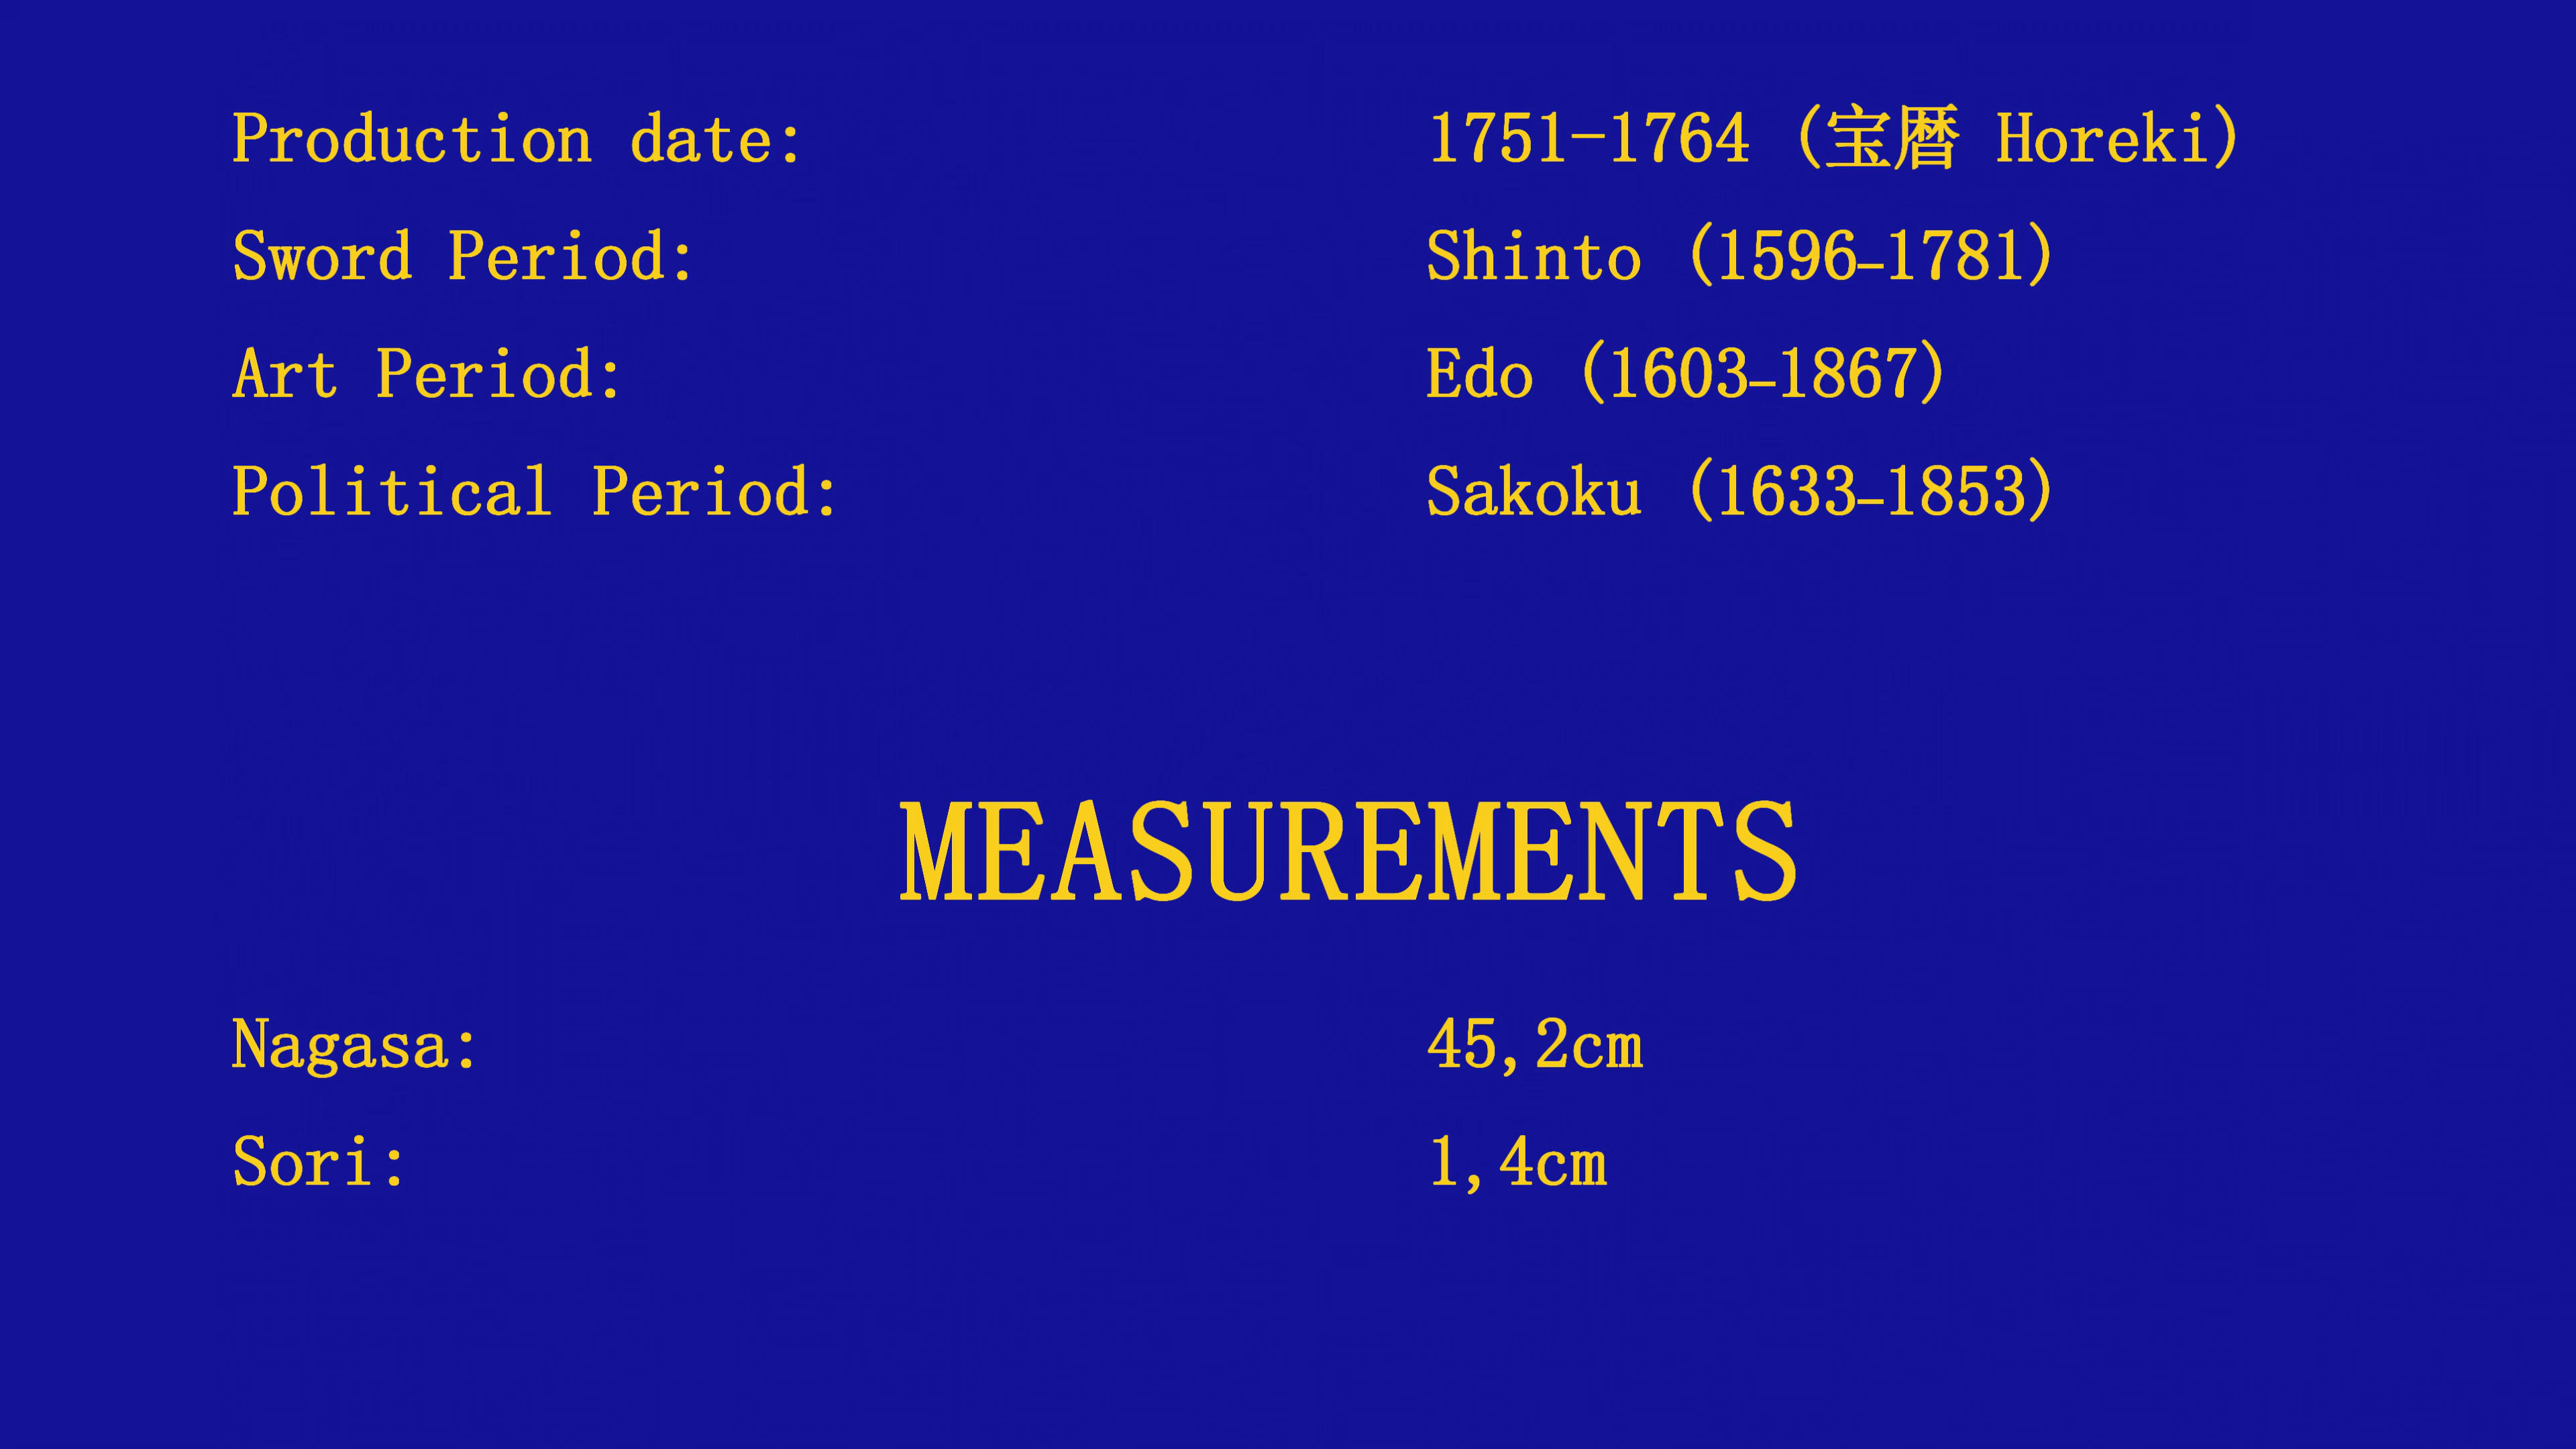 Production date: 1751-1764 (宝暦 Horeki)
Sword Period: Shinto (1596-1781)
Art Period: Edo (1603-1867)
Political Period: Sakoku (1633-1853)
MEASUREMENTS
Nagasa: 45,2cm
Sori: 1,4cm